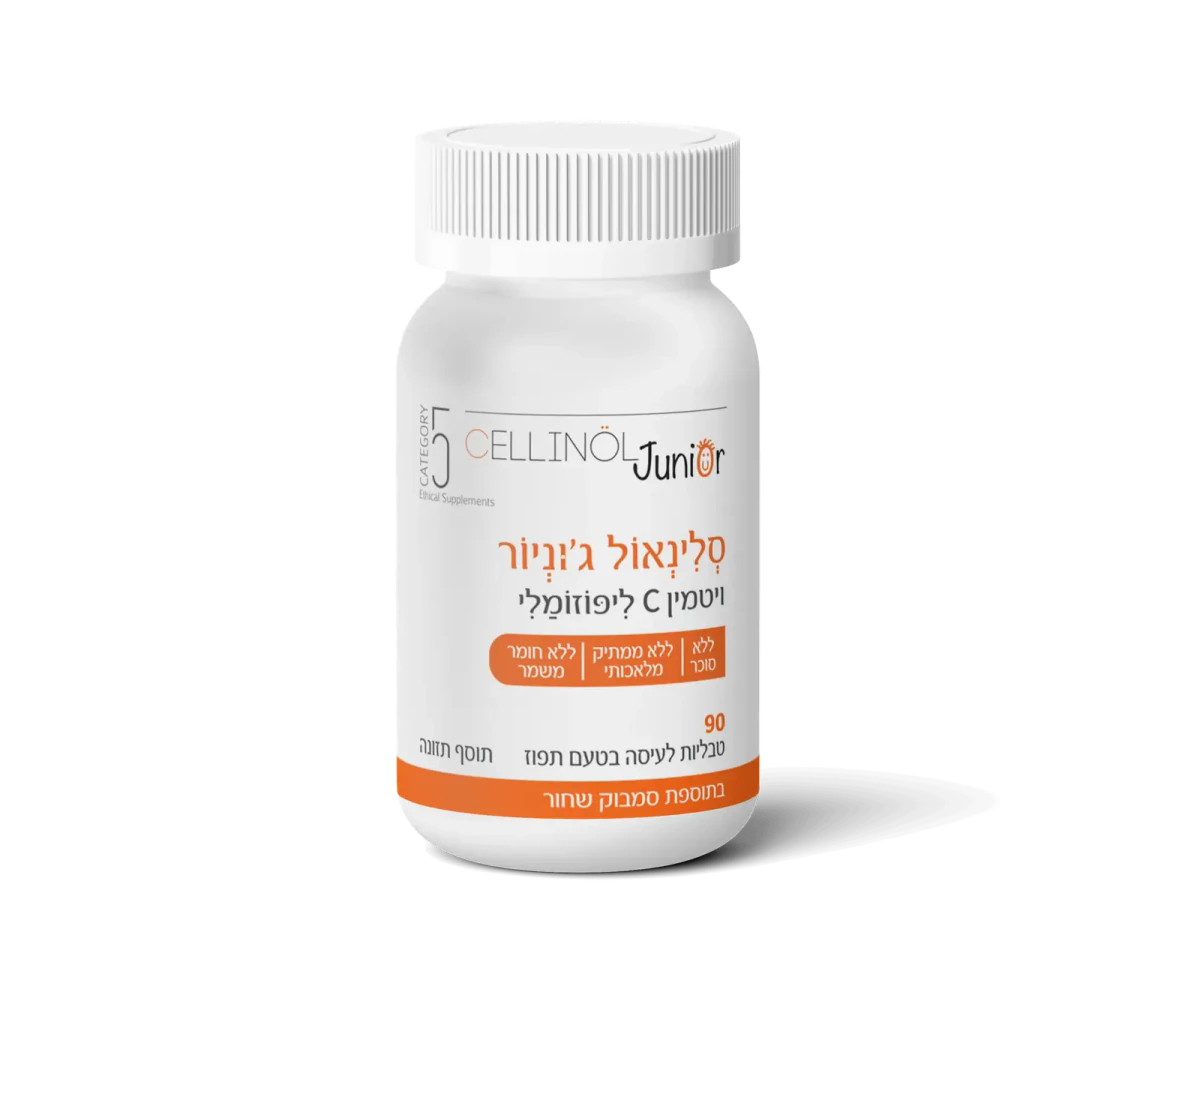 CATEGORY 5
Ethical Supplements
CELLINÖL Junior
סְלִינְאוֹל ג'וּנְיוֹר
ויטמין C לִיפּוֹזוֹמַלִי
ללא סוכר | ללא ממתיק מלאכותי | ללא חומר משמר
90
טבליות לעיסה בטעם תפוז
תוסף תזונה
בתוספת סמבוק שחור